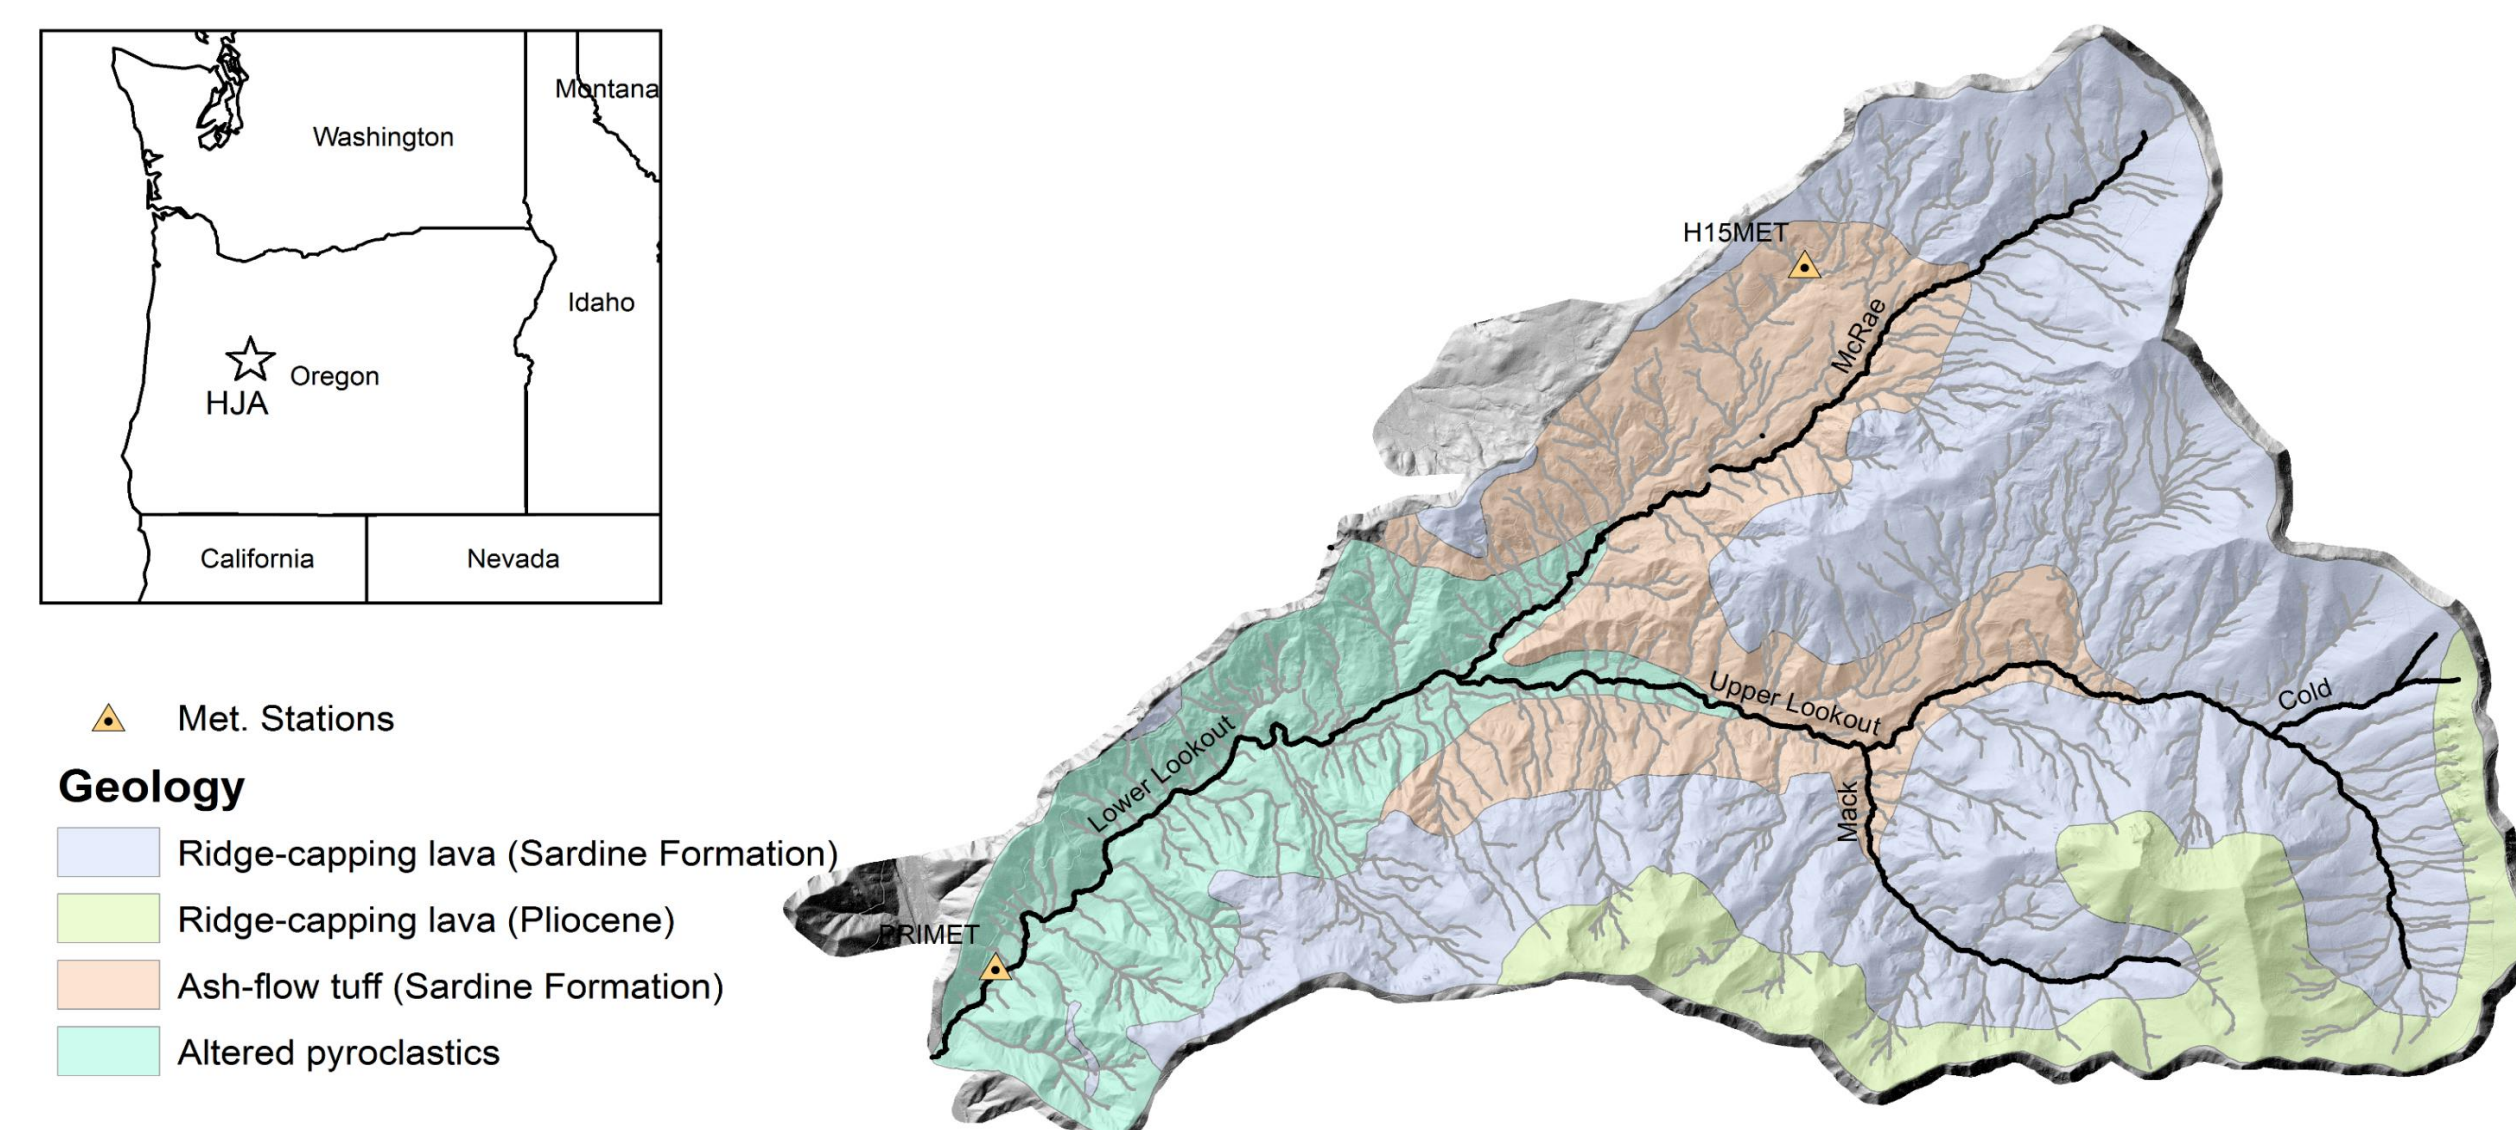 Montana
Washington
Idaho
Oregon
HJA
California
Nevada
Met. Stations
Geology
Ridge-capping lava (Sardine Formation)
Ridge-capping lava (Pliocene)
Ash-flow tuff (Sardine Formation)
Altered pyroclastics
H15MET
McRae
Upper Lookout
Cold
Lower Lookout
Mack
PRIMET